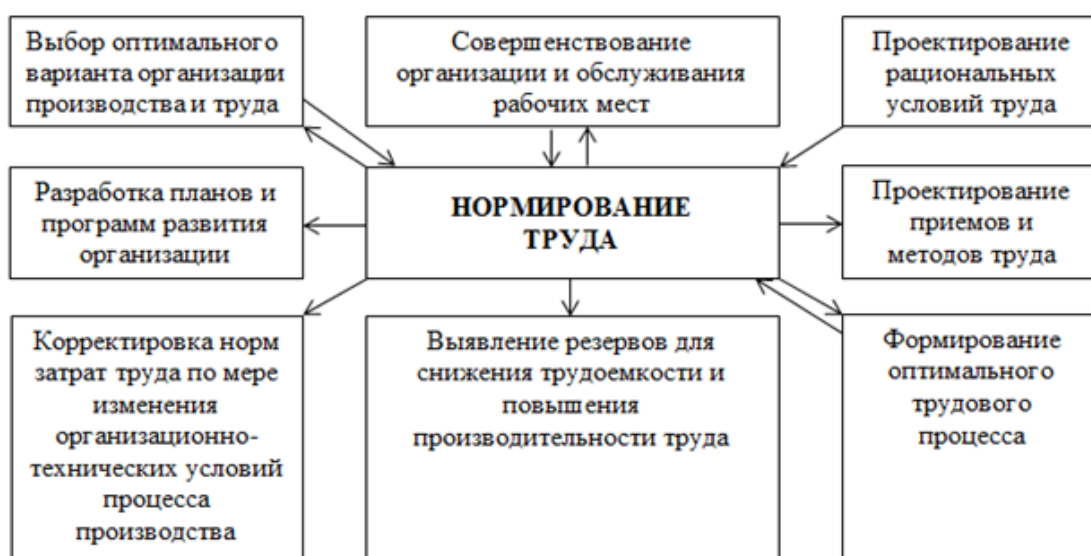 Выбор оптимального
варианта организации
производства и труда
Совершенствование
организации и обслуживания
рабочих мест
Проектирование
рациональных
условий труда
Разработка планов и
программ развития
организации
НОРМИРОВАНИЕ
ТРУДА
Проектирование
приемов и
методов труда
Корректировка норм
затрат труда по мере
изменения
организационно-
технических условий
процесса
производства
Выявление резервов для
снижения трудоемкости и
повышения
производительности труда
Формирование
оптимального
трудового
процесса